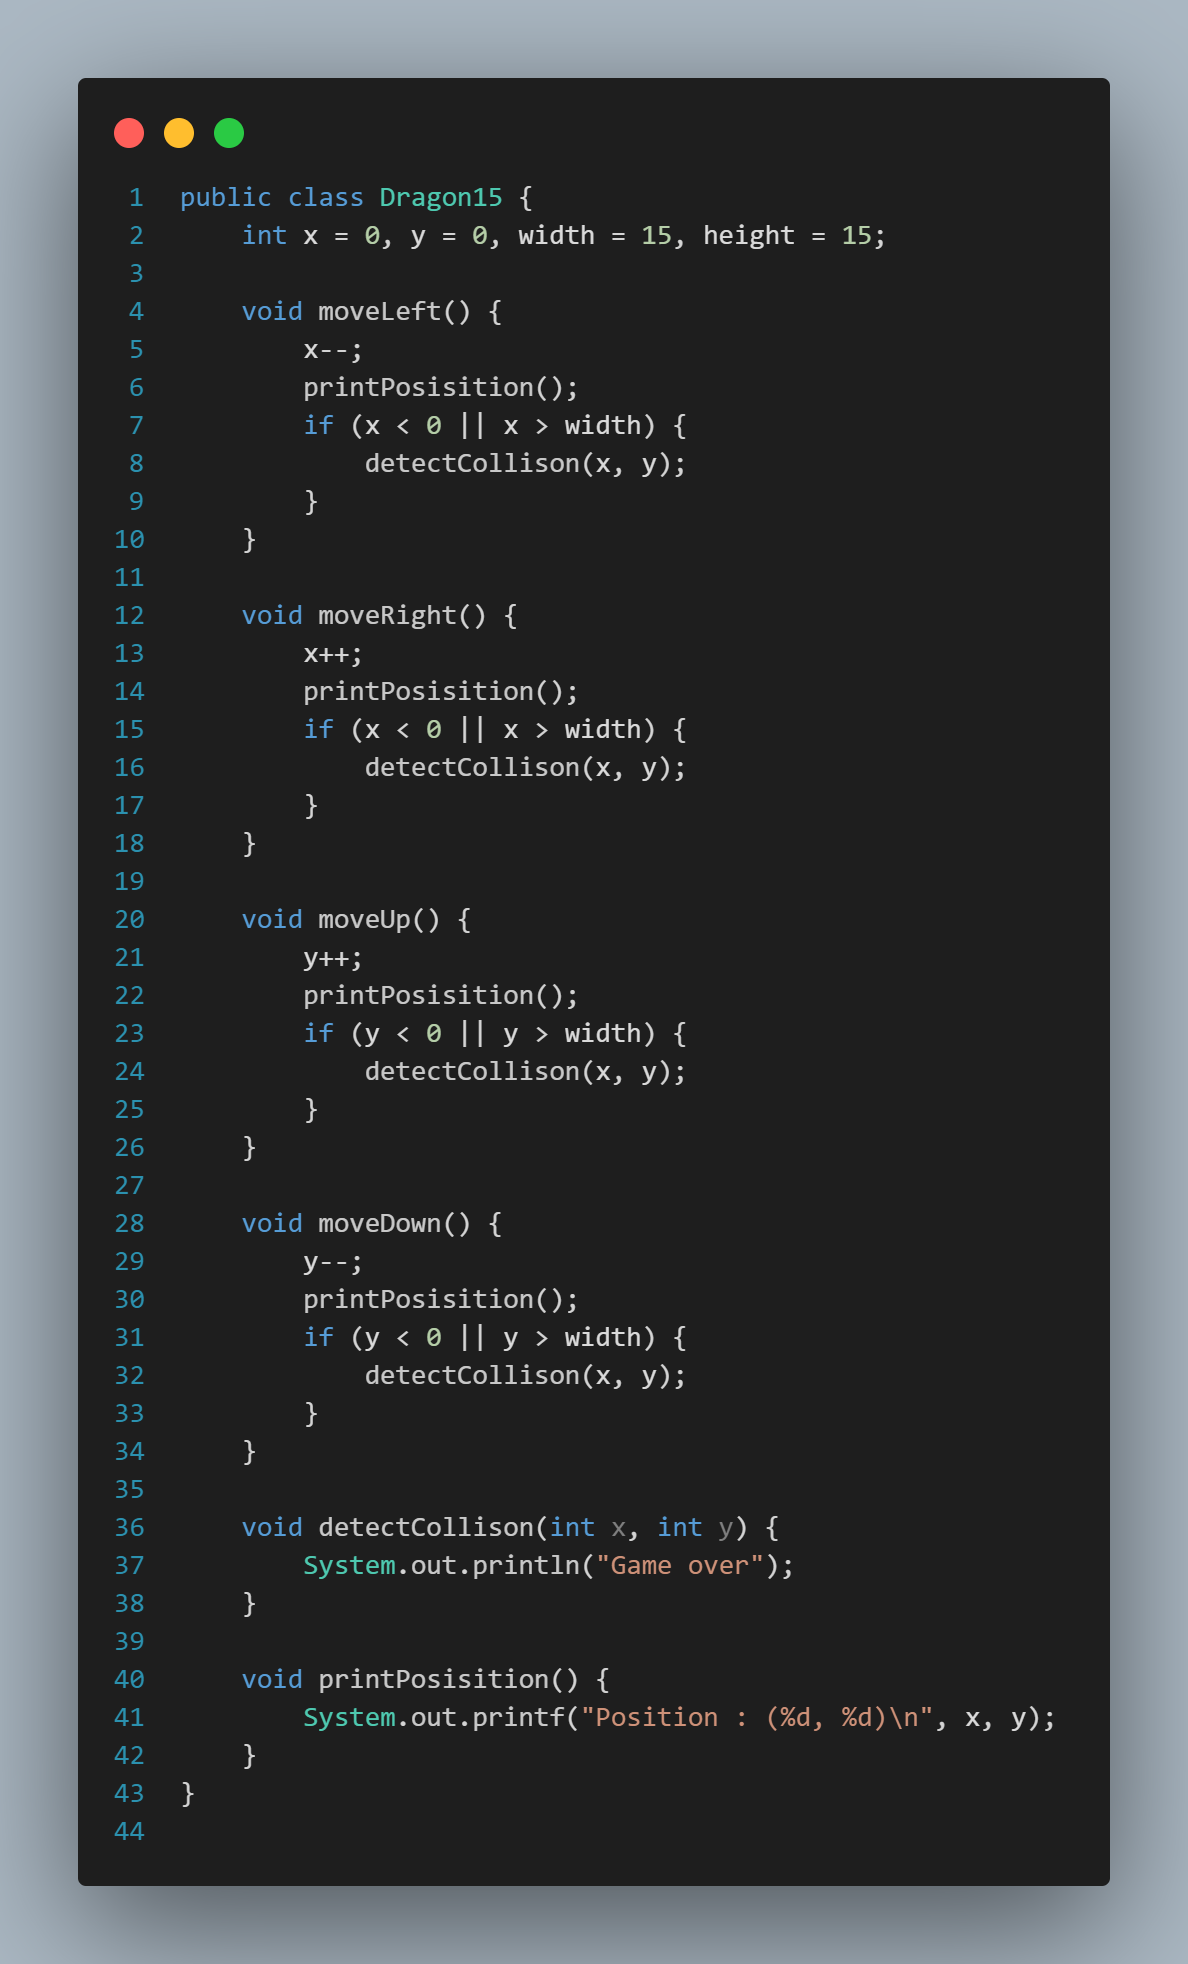 1 public class Dragon15 {
2     int x = 0, y = 0, width = 15, height = 15;
3
4     void moveLeft() {
5         x--;
6         printPosisition();
7         if (x < 0 || x > width) {
8             detectCollison(x, y);
9         }
10     }
11
12     void moveRight() {
13         x++;
14         printPosisition();
15         if (x < 0 || x > width) {
16             detectCollison(x, y);
17         }
18     }
19
20     void moveUp() {
21         y++;
22         printPosisition();
23         if (y < 0 || y > width) {
24             detectCollison(x, y);
25         }
26     }
27
28     void moveDown() {
29         y--;
30         printPosisition();
31         if (y < 0 || y > width) {
32             detectCollison(x, y);
33         }
34     }
35
36     void detectCollison(int x, int y) {
37         System.out.println("Game over");
38     }
39
40     void printPosisition() {
41         System.out.printf("Position : (%d, %d)\n", x, y);
42     }
43 }
44